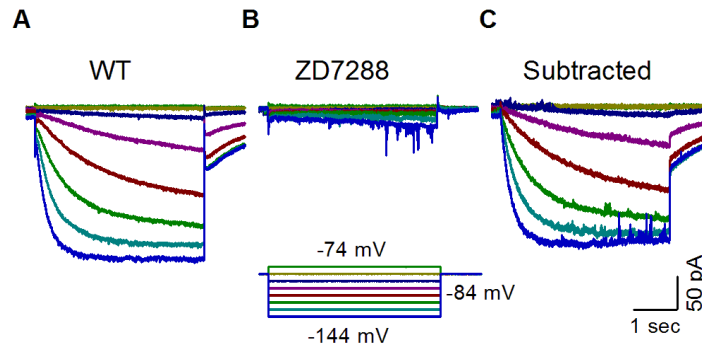 A B C
WT ZD7288 Subtracted
-74 mV
-84 mV
-144 mV
50 pA
1 sec